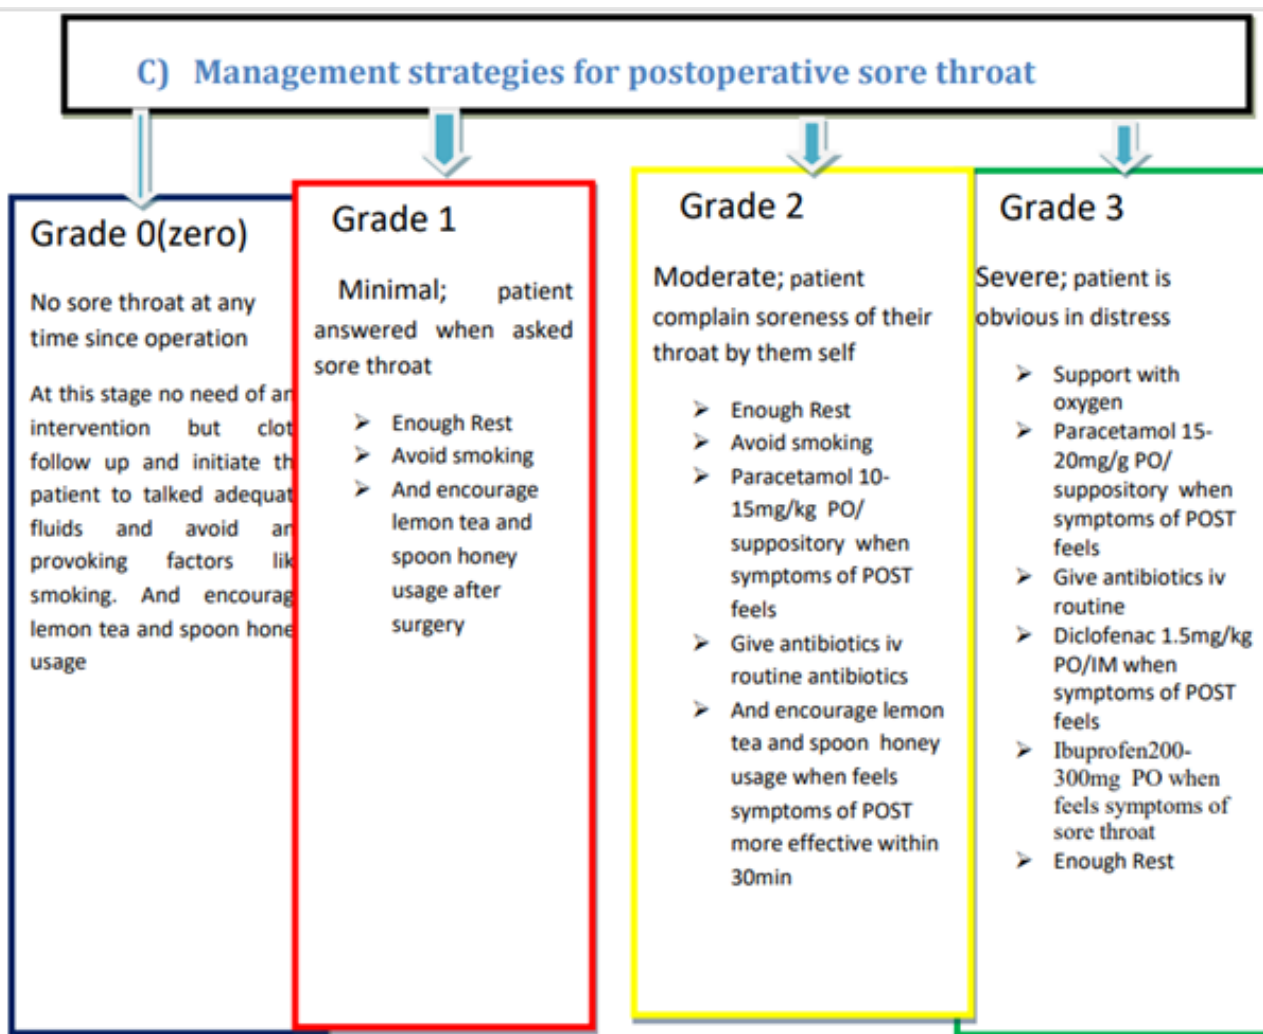 C) Management strategies for postoperative sore throat
Grade 0(zero)
No sore throat at any
time since operation
At this stage no need of an
intervention but clot
follow up and initiate th
patient to talked adequat
fluids and avoid an
provoking factors lik
smoking. And encourag
lemon tea and spoon hone
usage
Grade 1
Minimal; patient
answered when asked
sore throat
➢ Enough Rest
➢ Avoid smoking
➢ And encourage
lemon tea and
spoon honey
usage after
surgery
Grade 2
Moderate; patient
complain soreness of their
throat by them self
➢ Enough Rest
➢ Avoid smoking
➢ Paracetamol 10-
15mg/kg PO/
suppository when
symptoms of POST
feels
➢ Give antibiotics iv
routine antibiotics
➢ And encourage lemon
tea and spoon honey
usage when feels
symptoms of POST
more effective within
30min
Grade 3
Severe; patient is
obvious in distress
➢ Support with
oxygen
➢ Paracetamol 15-
20mg/g PO/
suppository when
symptoms of POST
feels
➢ Give antibiotics iv
routine
➢ Diclofenac 1.5mg/kg
PO/IM when
symptoms of POST
feels
➢ Ibuprofen200-
300mg PO when
feels symptoms of
sore throat
➢ Enough Rest